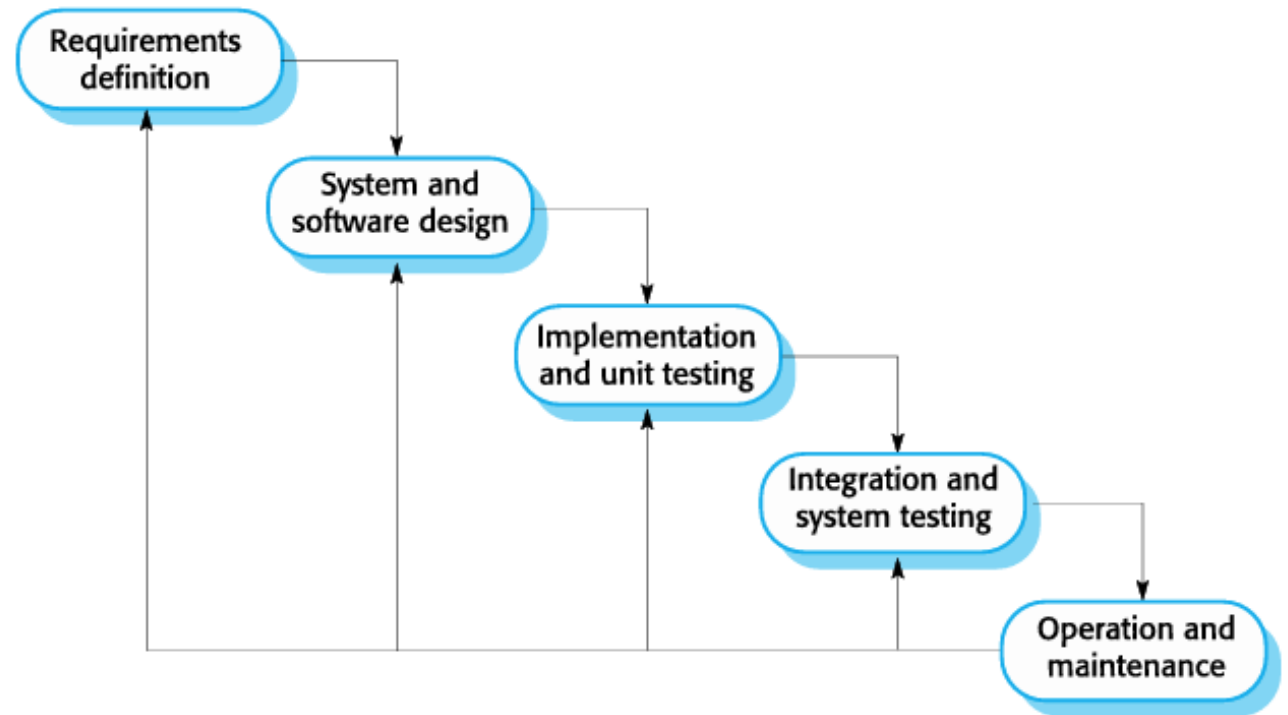 Requirements
definition
System and
software design
Implementation
and unit testing
Integration and
system testing
Operation and
maintenance